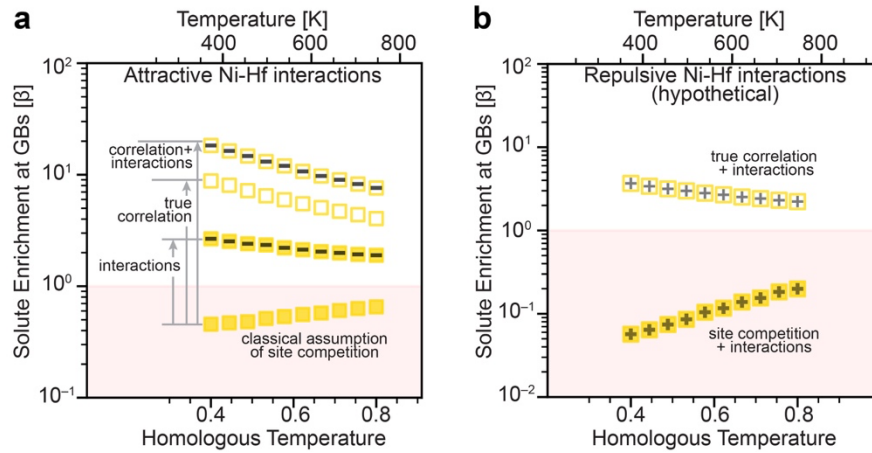 a
Temperature [K]
400
600
800
Attractive Ni-Hf interactions
Solute Enrichment at GBs [β]
10²
10¹
10⁰
10⁻¹
correlation+
interactions
true
correlation
interactions
classical assumption
of site competition
0.4
0.6
0.8
Homologous Temperature
b
Temperature [K]
400
600
800
Repulsive Ni-Hf interactions
(hypothetical)
Solute Enrichment at GBs [β]
10²
10¹
10⁰
10⁻¹
10⁻²
true correlation
+ interactions
site competition
+ interactions
0.4
0.6
0.8
Homologous Temperature